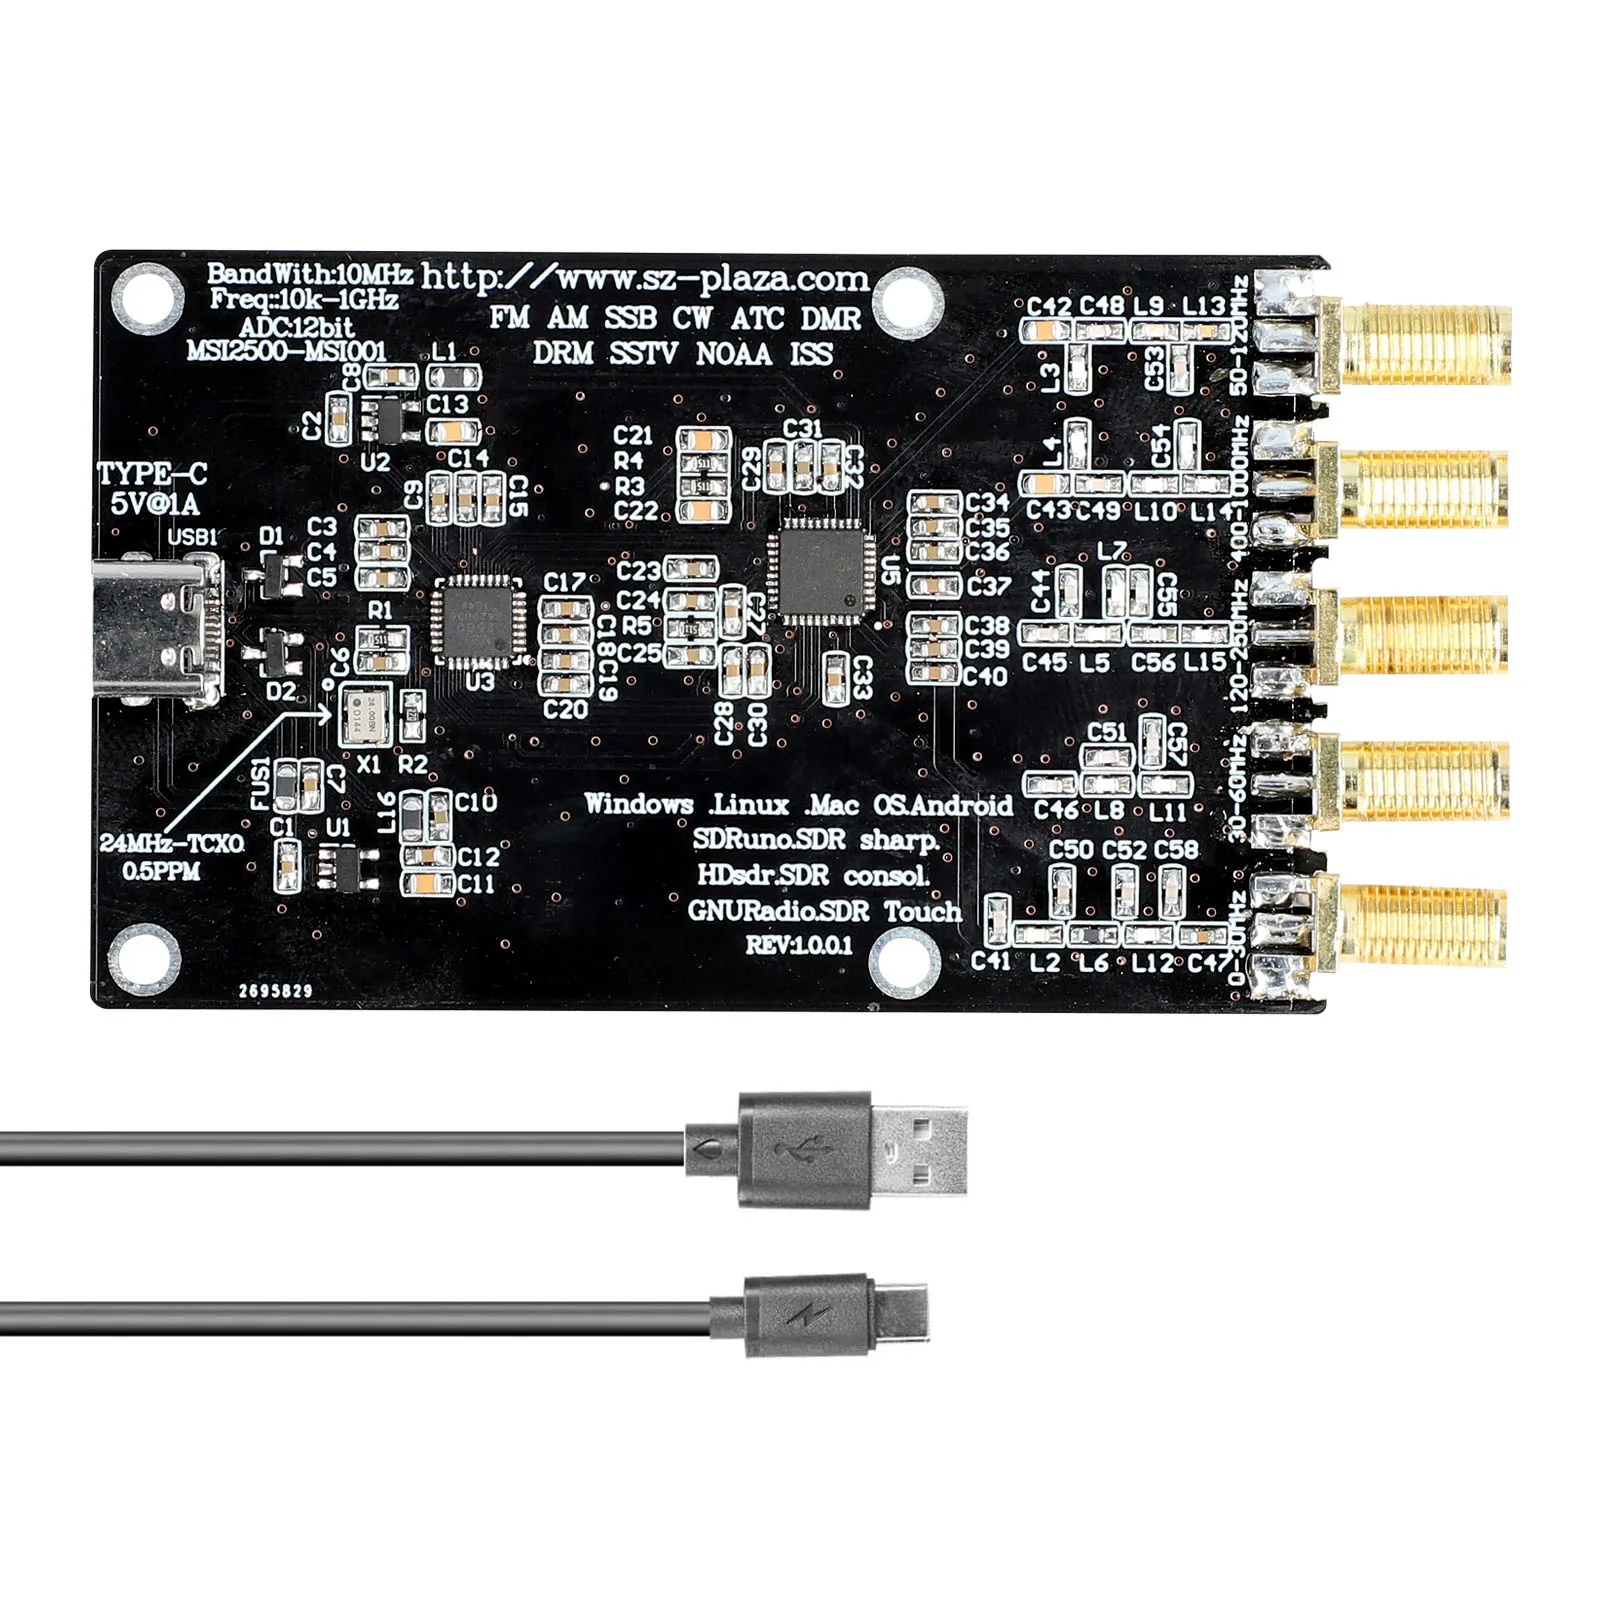 BandWith:10MHz
Freq::10k-1GHz
ADC:12bit
MSI2500-MSI001
http://www.sz-plaza.com
FM AM SSB CW ATC DMR
DRM SSTV NOAA ISS
C8
L1
C2
C13
U2
TYPE-C
5V@1A
USB1
D1
C14
C9
C15
C3
C4
C5
R1
C6
D2
U3
C17
C18
C19
C20
C21
R4
R3
C22
C29
C31
C32
C23
C24
R5
C25
C27
C28
C30
C33
U5
C34
C35
C36
C37
C38
C39
C40
X1
R2
FUS1
C7
C1
U1
L16
C10
C12
C11
24MHz-TCXO
0.5PPM
2695829
Windows .Linux .Mac OS.Android
SDRuno.SDR sharp.
HDsdr.SDR consol.
GNURadio.SDR Touch
REV:1.0.0.1
C42 C48 L9 L13
L3
C53
50-120MHz
L4
C54
C43 C49 L10 L14
400-1000MHz
L7
C44
C55
C45 L5 C56 L15
120-250MHz
C51
C57
C46 L8 L11
30-60MHz
C50 C52 C58
C41 L2 L6 L12 C47
0-30MHz